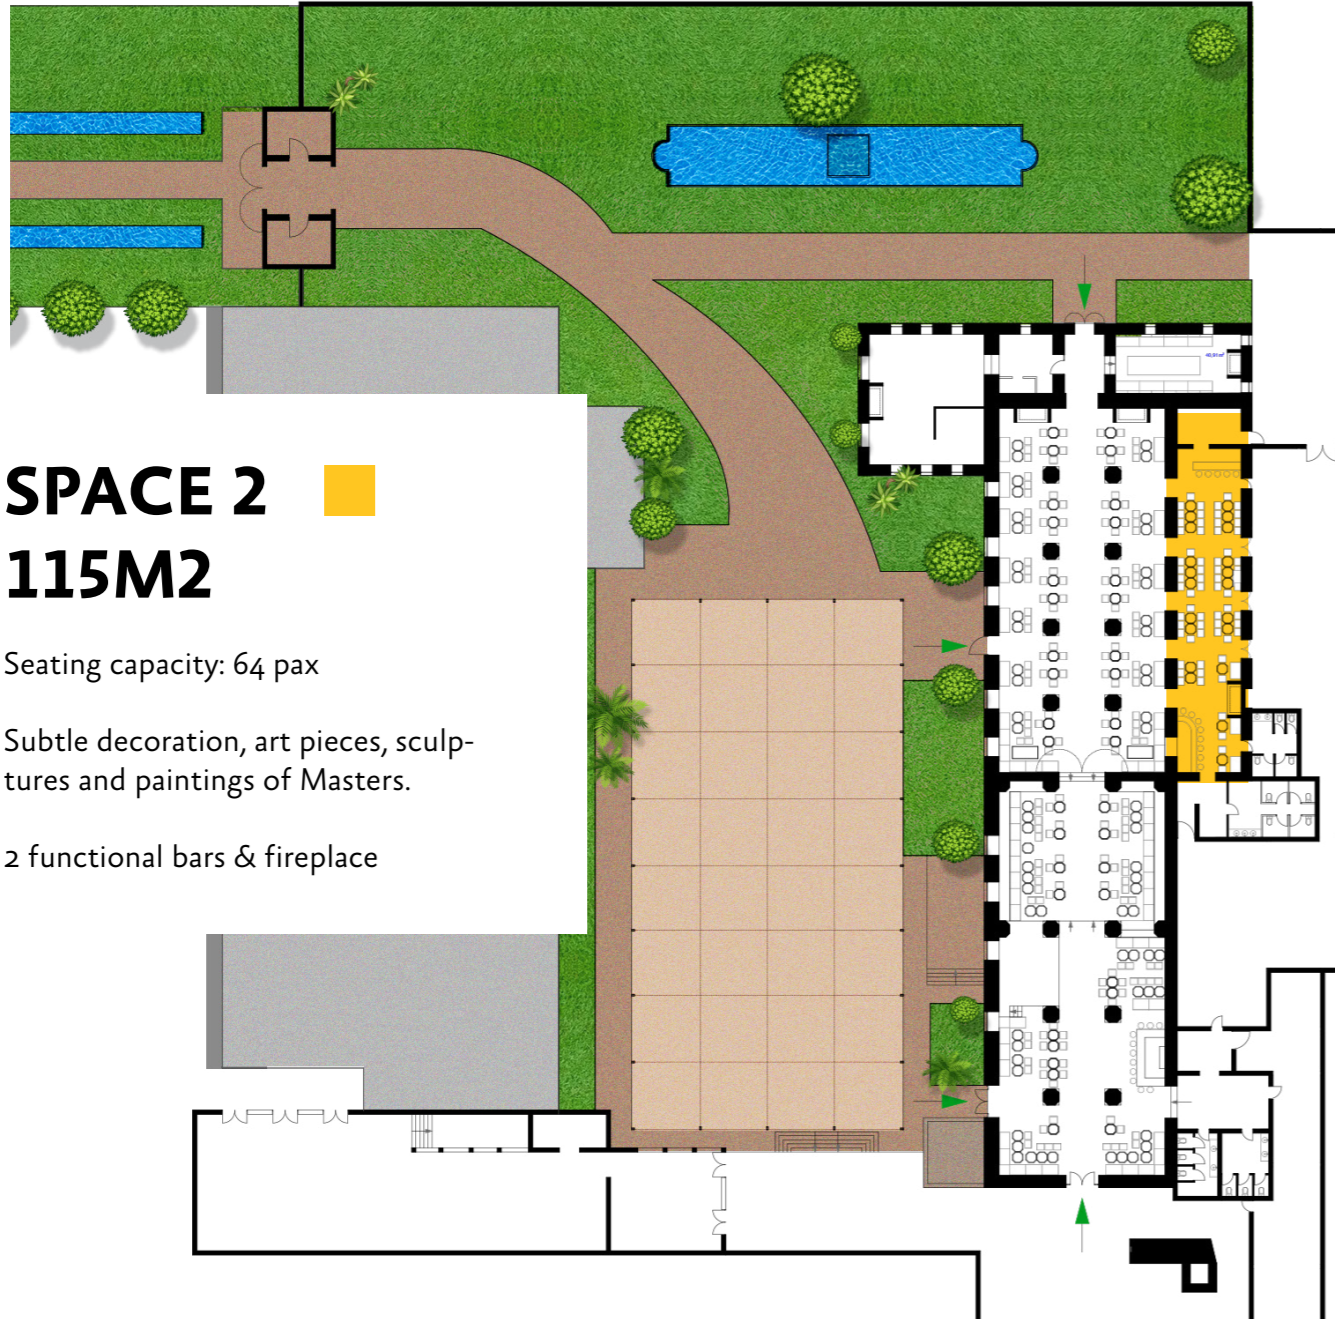 SPACE 2
115M2
Seating capacity: 64 pax
Subtle decoration, art pieces, sculp-
tures and paintings of Masters.
2 functional bars & fireplace